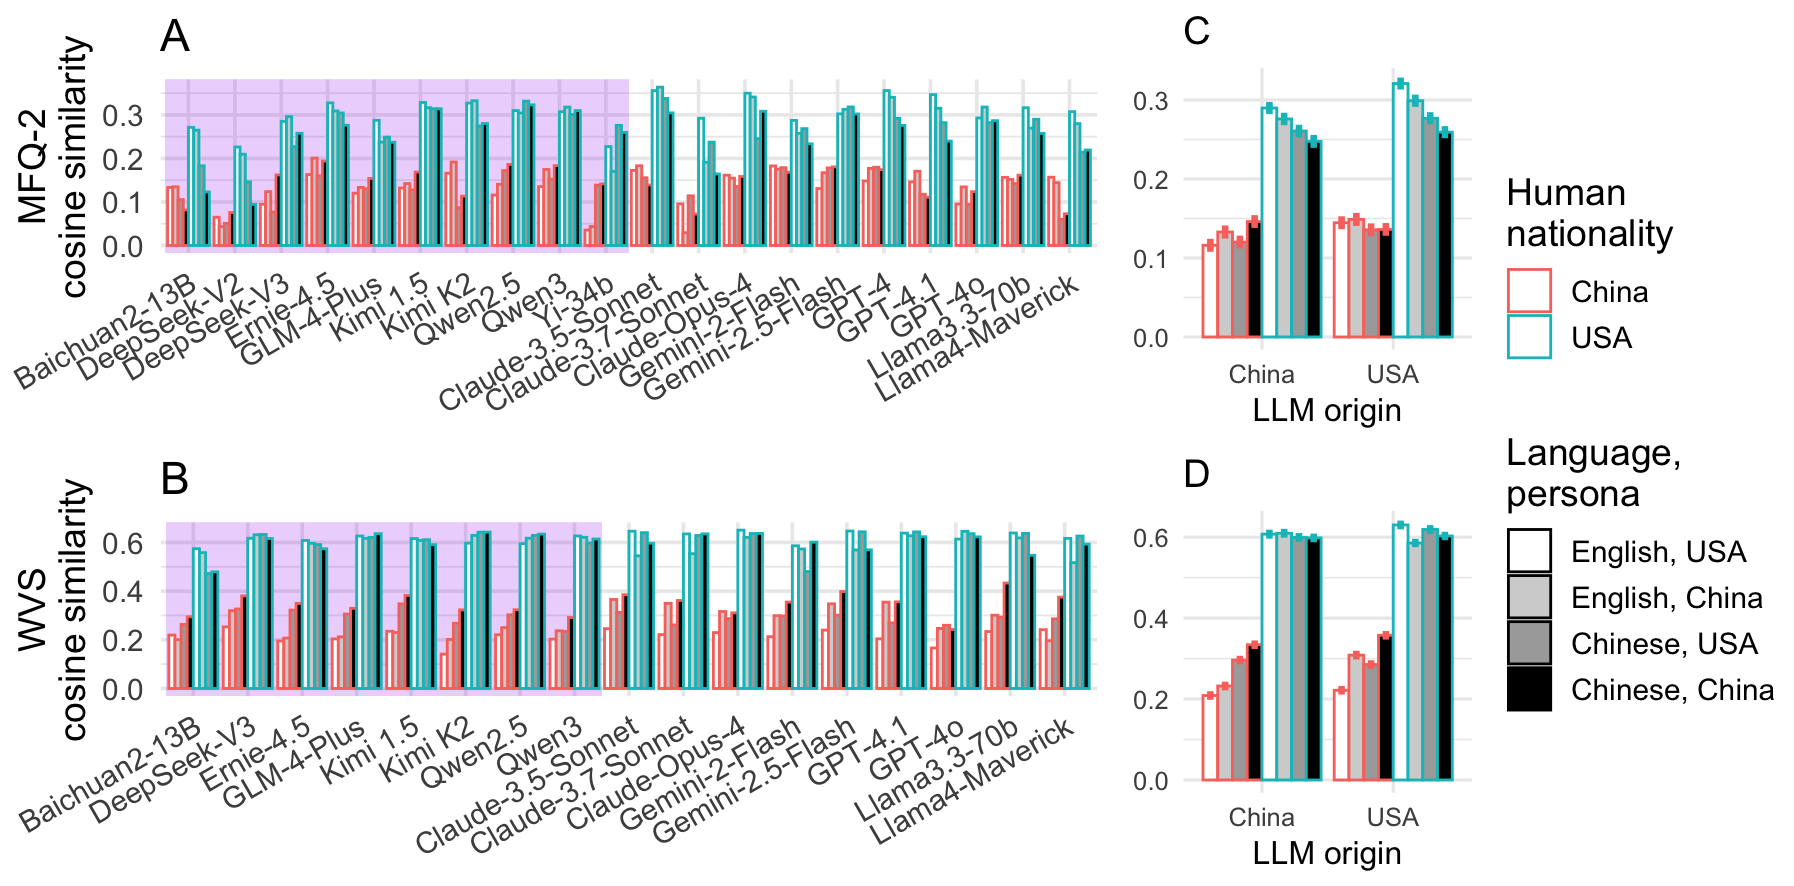 A
MFQ-2
cosine similarity
0.3
0.2
0.1
0.0
Baichuan2-13B
DeepSeek-V2
DeepSeek-V3
Ernie-4.5
GLM-4-Plus
Kimi 1.5
Kimi K2
Qwen2.5
Qwen3
Yi-34b
Claude-3.5-Sonnet
Claude-3.7-Sonnet
Claude-Opus-4
Gemini-2-Flash
Gemini-2.5-Flash
GPT-4
GPT-4.1
GPT-4o
Llama3.3-70b
Llama4-Maverick
C
0.3
0.2
0.1
0.0
China
USA
LLM origin
B
WVS
cosine similarity
0.6
0.4
0.2
0.0
Baichuan2-13B
DeepSeek-V3
Ernie-4.5
GLM-4-Plus
Kimi 1.5
Kimi K2
Qwen2.5
Qwen3
Claude-3.5-Sonnet
Claude-3.7-Sonnet
Claude-Opus-4
Gemini-2-Flash
Gemini-2.5-Flash
GPT-4.1
GPT-4o
Llama3.3-70b
Llama4-Maverick
D
0.6
0.4
0.2
0.0
China
USA
LLM origin
Human
nationality
China
USA
Language,
persona
English, USA
English, China
Chinese, USA
Chinese, China